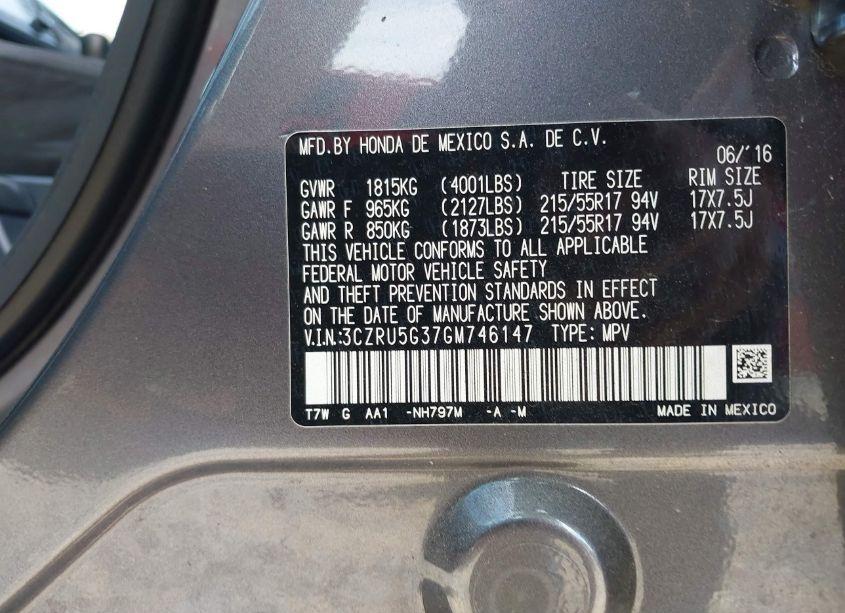 MFD.BY HONDA DE MEXICO S.A. DE C.V.
06/'16
GVWR 1815KG (4001LBS) TIRE SIZE RIM SIZE
GAWR F 965KG (2127LBS) 215/55R17 94V 17X7.5J
GAWR R 850KG (1873LBS) 215/55R17 94V 17X7.5J
THIS VEHICLE CONFORMS TO ALL APPLICABLE
FEDERAL MOTOR VEHICLE SAFETY
AND THEFT PREVENTION STANDARDS IN EFFECT
ON THE DATE OF MANUFACTURE SHOWN ABOVE.
V.I.N.:3CZRU5G37GM746147 TYPE: MPV
T7W G AA1 -NH797M -A -M MADE IN MEXICO